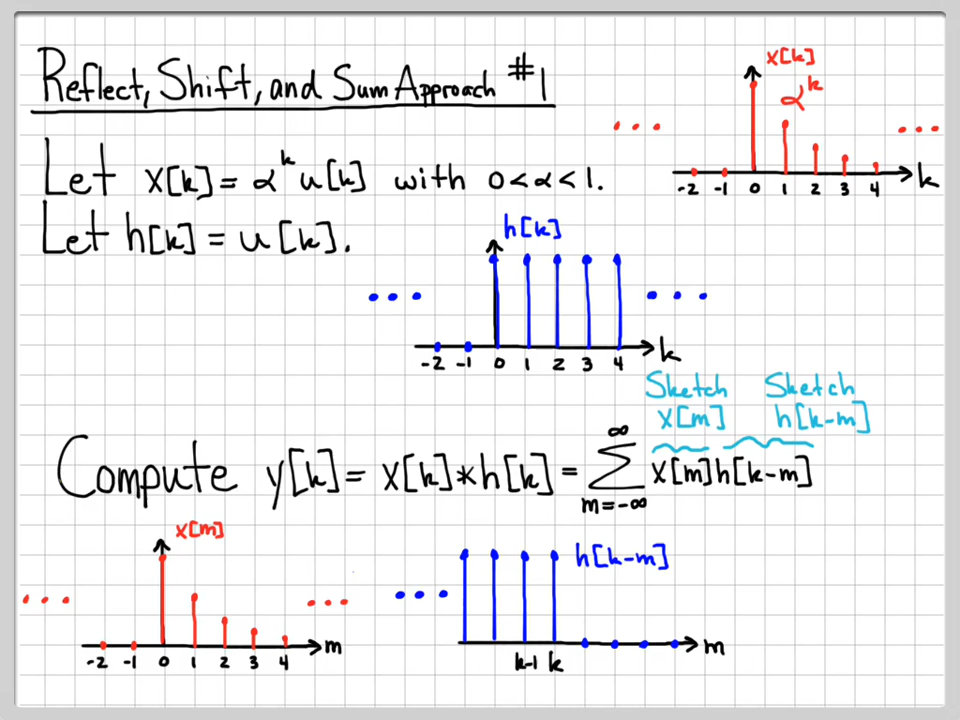 Reflect, Shift, and Sum Approach #1
x[k]
α^k
-2 -1 0 1 2 3 4 k
Let x[k] = α^k u[k] with 0 < α < 1.
Let h[k] = u[k].
h[k]
-2 -1 0 1 2 3 4 k
Sketch x[m]
Sketch h[k-m]
Compute y[k] = x[k] * h[k] = ∑_{m=-∞}^{∞} x[m]h[k-m]
x[m]
-2 -1 0 1 2 3 4 m
h[k-m]
k-1 k m